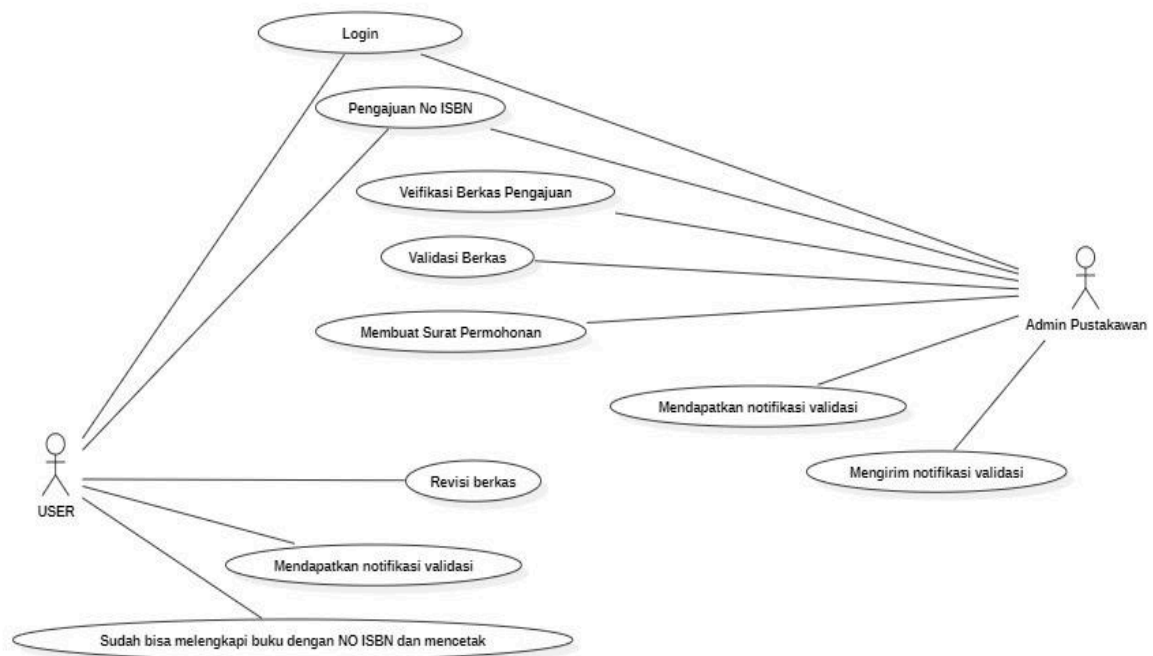 Login
Pengajuan No ISBN
Veifikasi Berkas Pengajuan
Validasi Berkas
Membuat Surat Permohonan
Admin Pustakawan
Mendapatkan notifikasi validasi
Mengirim notifikasi validasi
Revisi berkas
USER
Mendapatkan notifikasi validasi
Sudah bisa melengkapi buku dengan NO ISBN dan mencetak